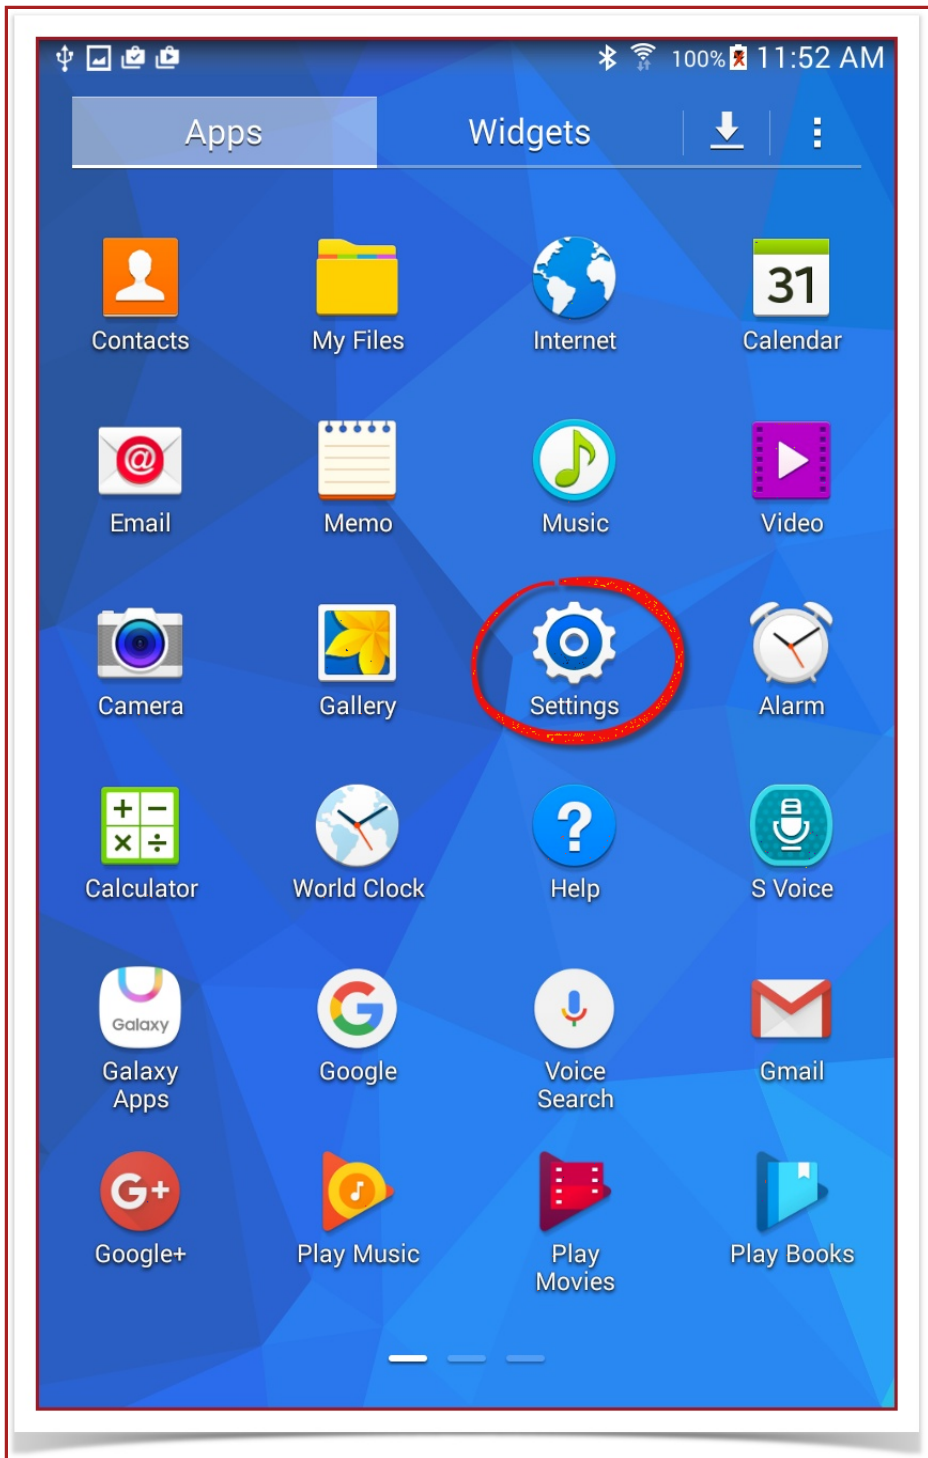 100% 11:52 AM
Apps Widgets
31
Contacts My Files Internet Calendar
@
Email Memo Music Video
Camera Gallery Settings Alarm
+ − × ÷
?
Calculator World Clock Help S Voice
Galaxy
G
Galaxy Apps Google Voice Search Gmail
G+
Google+ Play Music Play Movies Play Books